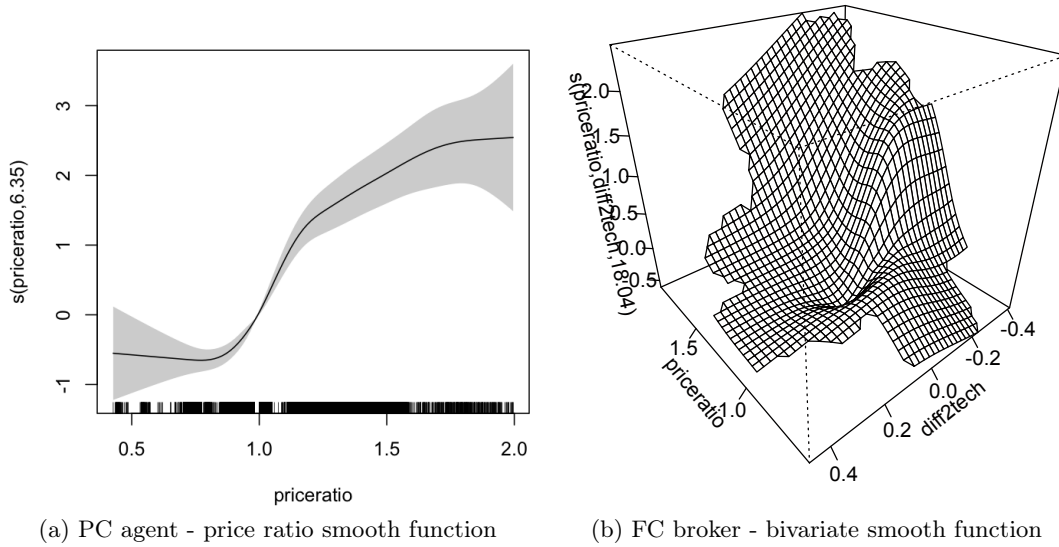 s(priceratio,6.35)
3
2
1
0
-1
0.5 1.0 1.5 2.0
priceratio
(a) PC agent - price ratio smooth function
s(priceratio,diff2tech,18.04)
2.0
1.5
1.0
0.5
0.0
-0.5
1.5
1.0
priceratio
-0.4
-0.2
0.0
0.2
0.4
diff2tech
(b) FC broker - bivariate smooth function